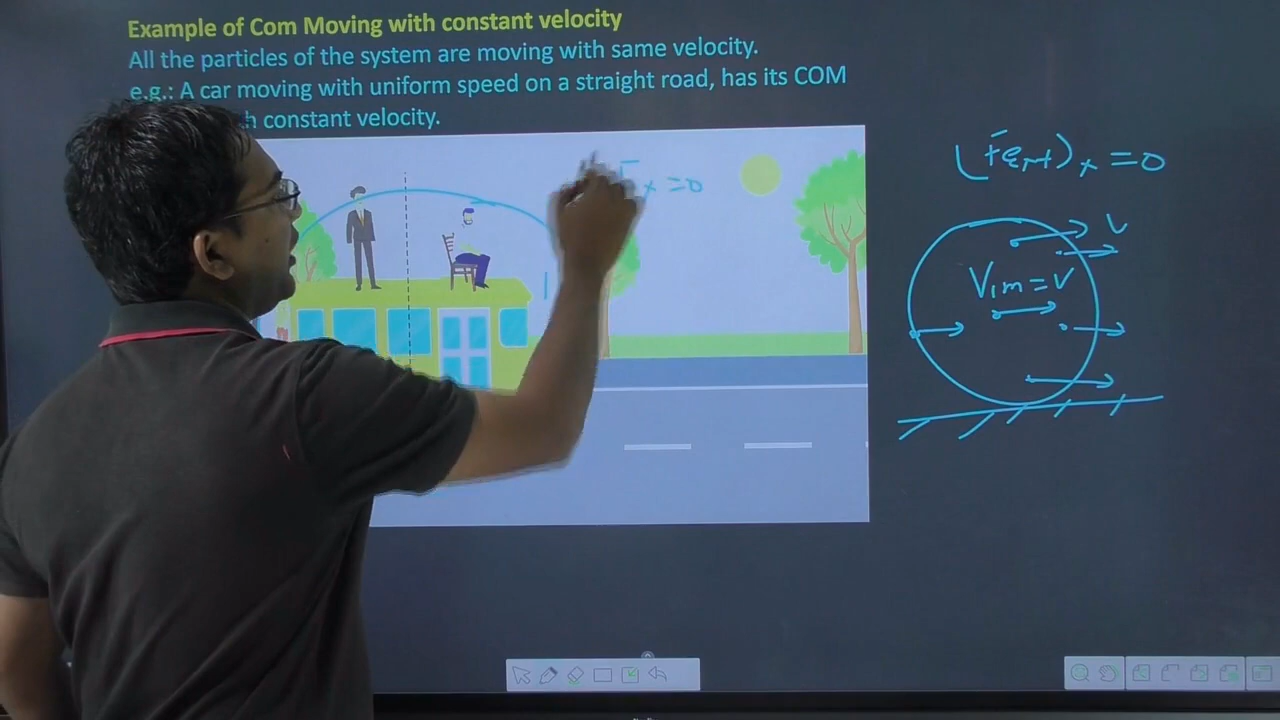 Example of Com Moving with constant velocity
All the particles of the system are moving with same velocity.
e.g.: A car moving with uniform speed on a straight road, has its COM
constant velocity.
x = 0
(Fext)x = 0
V
Vcm = V